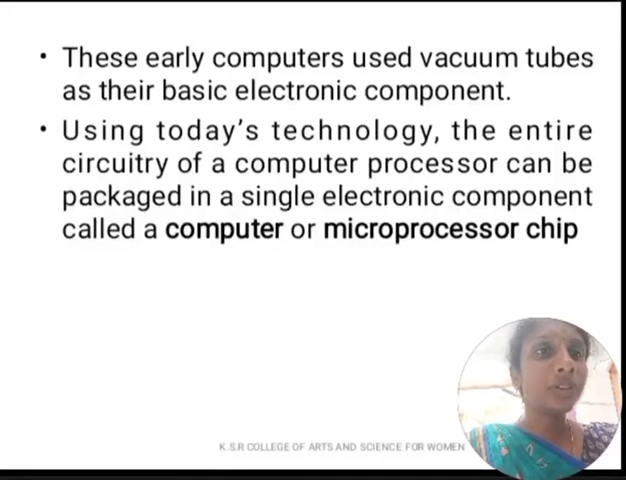 • These early computers used vacuum tubes
as their basic electronic component.
• Using today's technology, the entire
circuitry of a computer processor can be
packaged in a single electronic component
called a computer or microprocessor chip
K.S.R COLLEGE OF ARTS AND SCIENCE FOR WOMEN